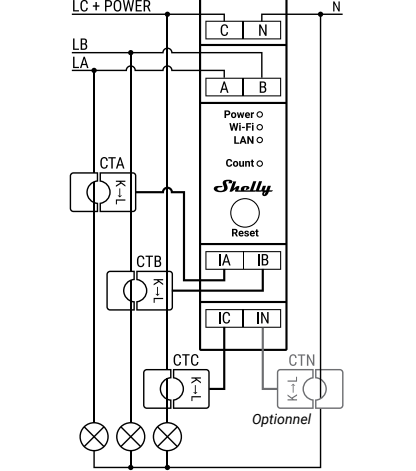 LC + POWER
N
C N
LB
LA
A B
Power
Wi-Fi
LAN
Count
Shelly
Reset
CTA
K→L
IA IB
CTB
K→L
IC IN
CTC
K→L
CTN
K→L
Optionnel